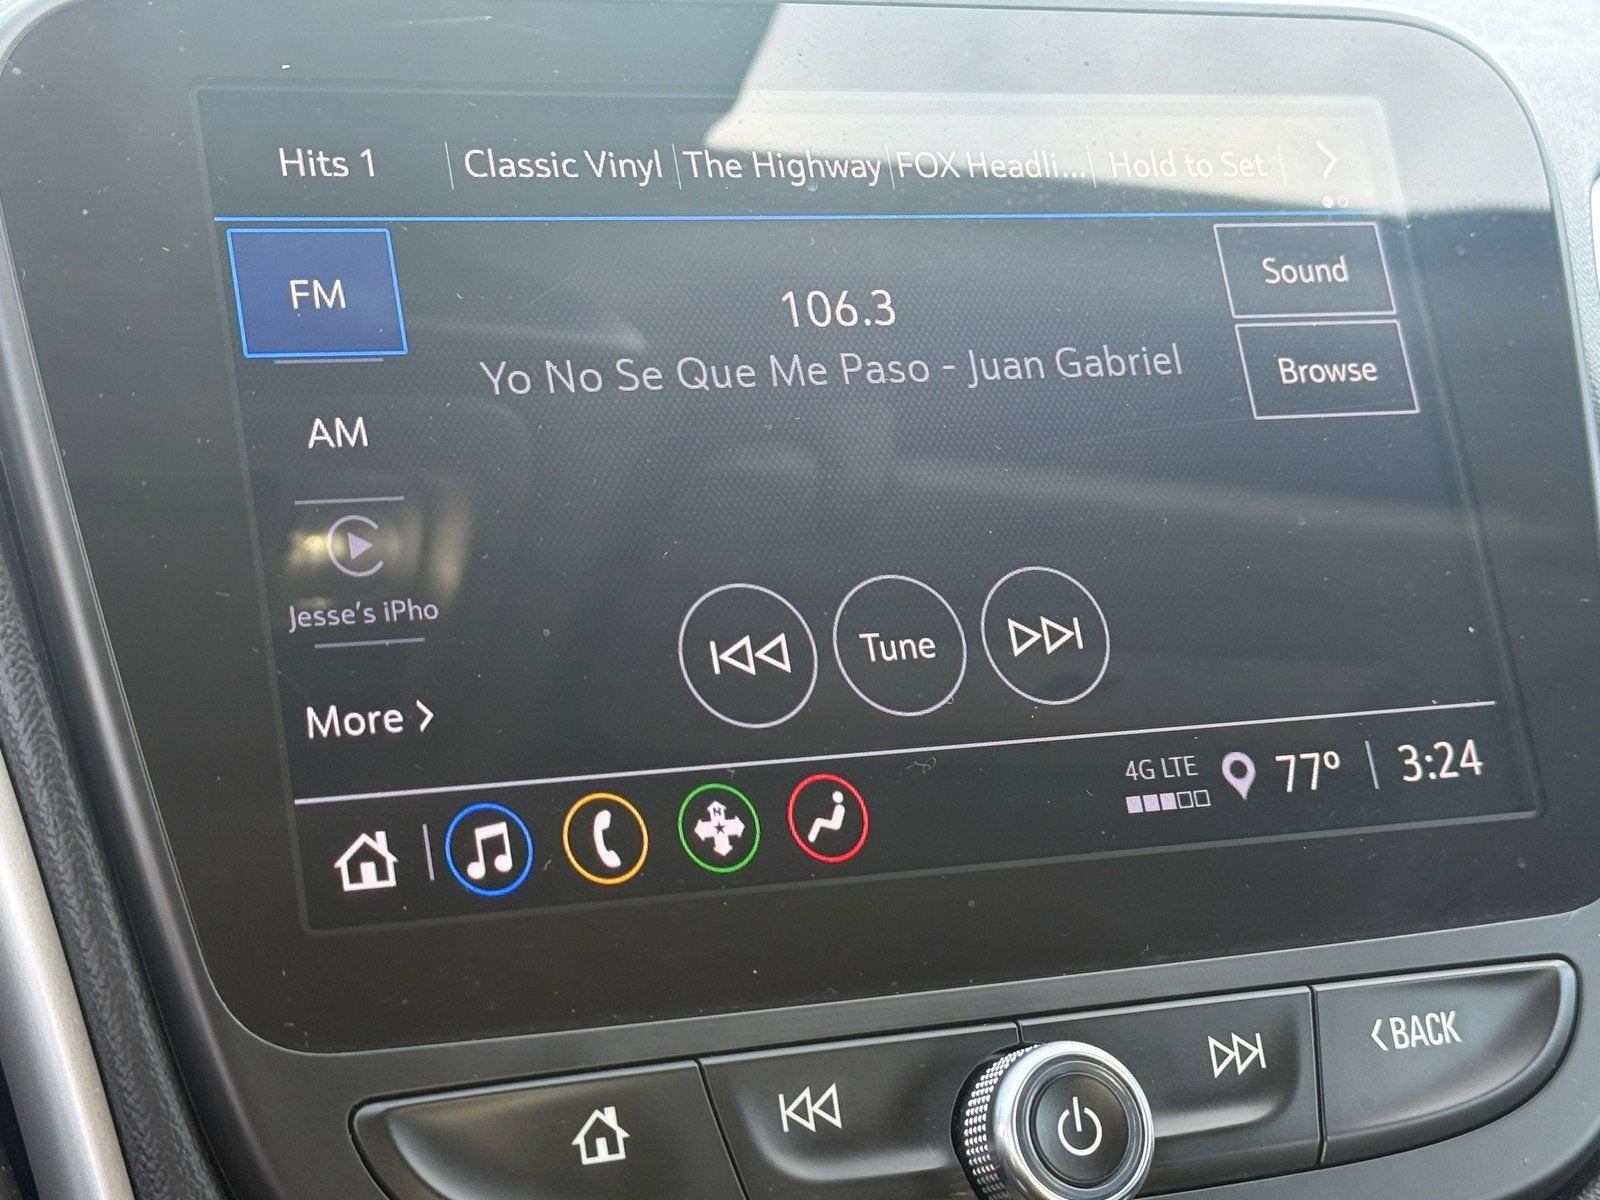 Hits 1
Classic Vinyl
The Highway
FOX Headli...
Hold to Set
FM
106.3
Sound
Yo No Se Que Me Paso - Juan Gabriel
Browse
AM
Jesse's iPho
Tune
More >
4G LTE
77°
3:24
N
<BACK